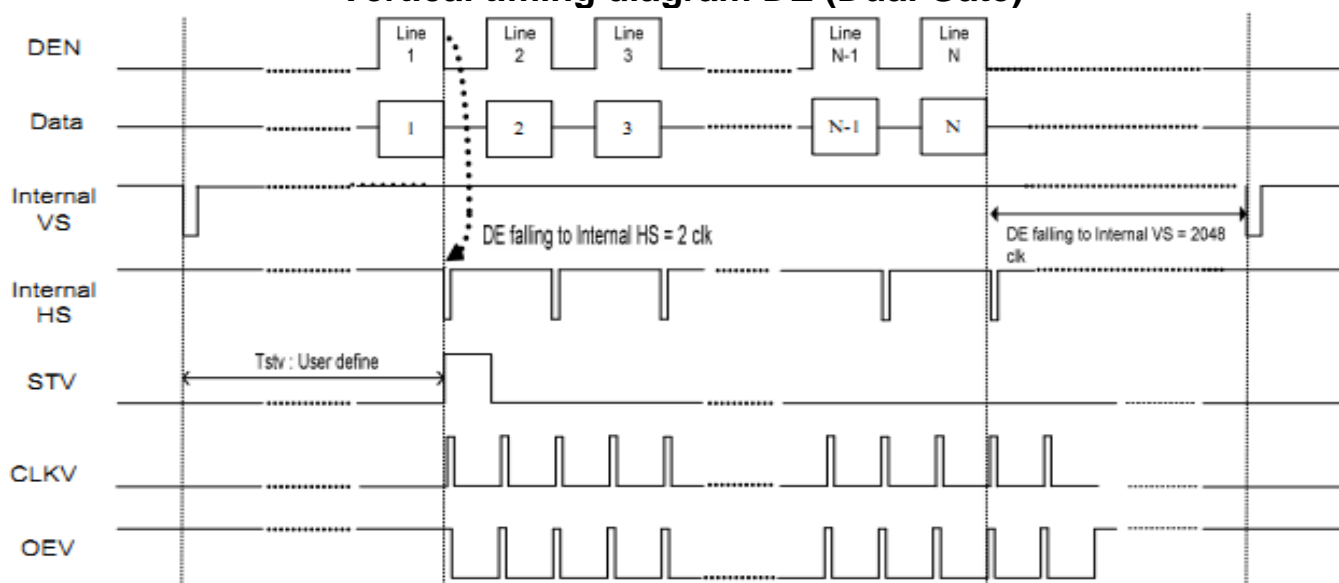 Vertical timing diagram DE (Dual Gate)
DEN
Line
1
Line
2
Line
3
Line
N-1
Line
N
Data
1
2
3
N-1
N
Internal
VS
DE falling to Internal HS = 2 clk
DE falling to Internal VS = 2048
clk
Internal
HS
Tstv : User define
STV
CLKV
OEV